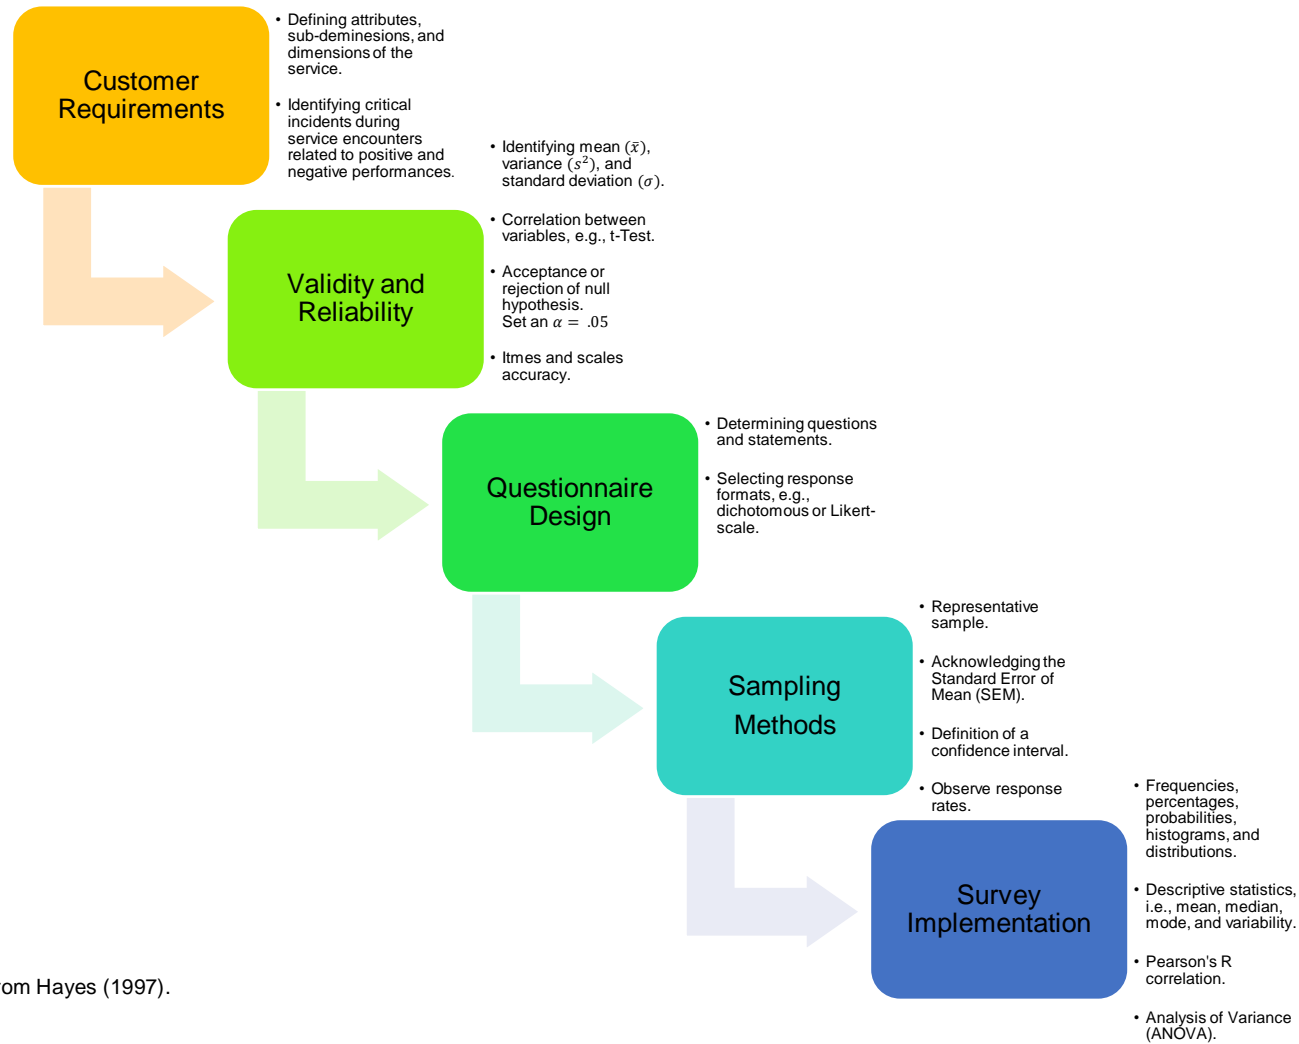 Customer
Requirements
• Defining attributes,
sub-deminesions, and
dimensions of the
service.
• Identifying critical
incidents during
service encounters
related to positive and
negative performances.
Validity and
Reliability
• Identifying mean (x̄),
variance (s²), and
standard deviation (σ).
• Correlation between
variables, e.g., t-Test.
• Acceptance or
rejection of null
hypothesis.
Set an α = .05
• Itmes and scales
accuracy.
Questionnaire
Design
• Determining questions
and statements.
• Selecting response
formats, e.g.,
dichotomous or Likert-
scale.
Sampling
Methods
• Representative
sample.
• Acknowledging the
Standard Error of
Mean (SEM).
• Definition of a
confidence interval.
• Observe response
rates.
Survey
Implementation
• Frequencies,
percentages,
probabilities,
histograms, and
distributions.
• Descriptive statistics,
i.e., mean, median,
mode, and variability.
• Pearson's R
correlation.
• Analysis of Variance
(ANOVA).
om Hayes (1997).